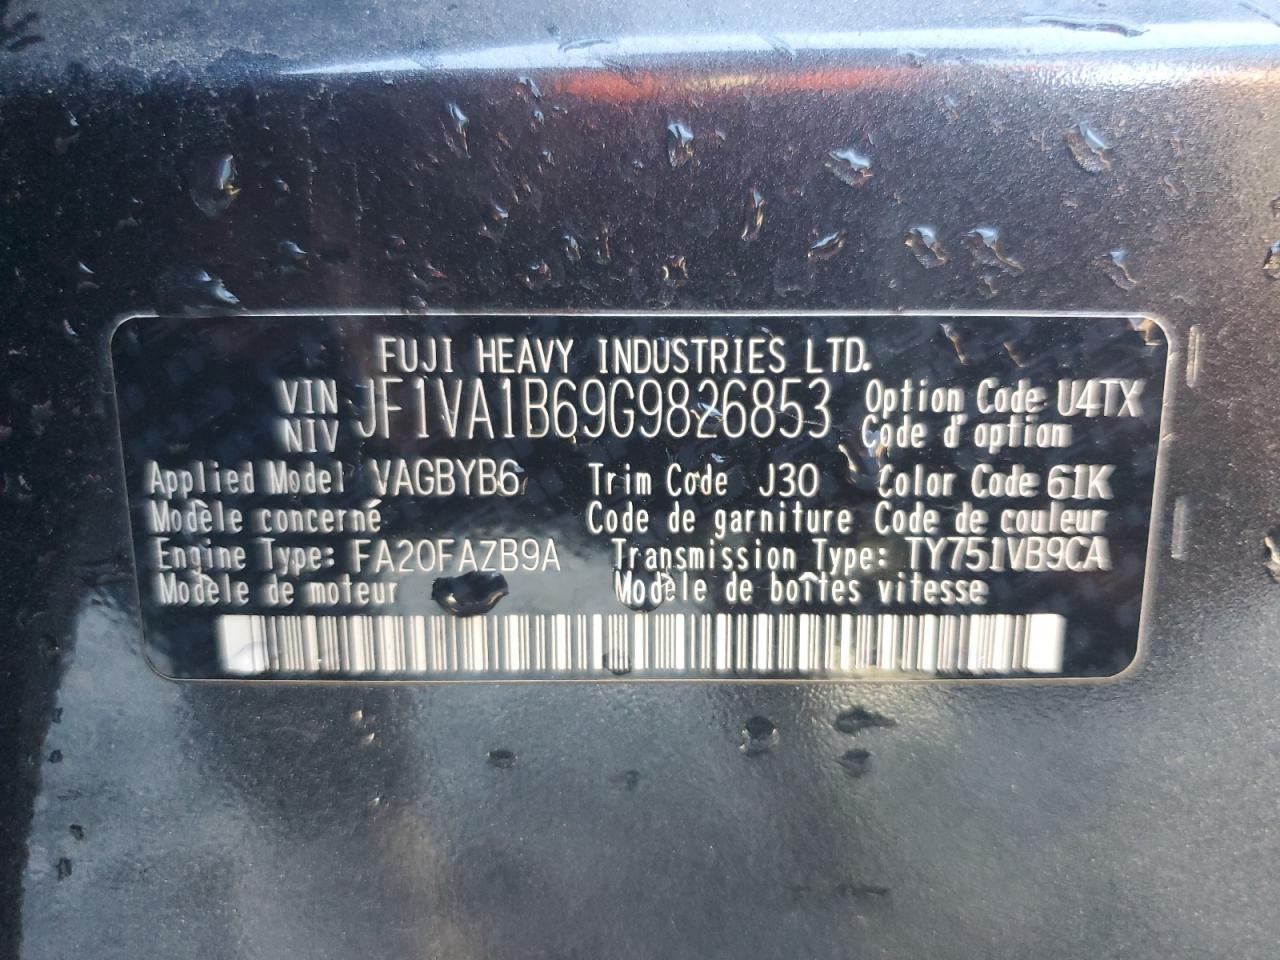 FUJI HEAVY INDUSTRIES LTD.
VIN JF1VA1B69G9826853 Option Code U4TX
NIV Code d'option
Applied Model VAGBYB6 Trim Code J30 Color Code 61K
Modèle concerné Code de garniture Code de couleur
Engine Type: FA20FAZB9A Transmission Type: TY751VB9CA
Modèle de moteur Modèle de boîtes vitesse